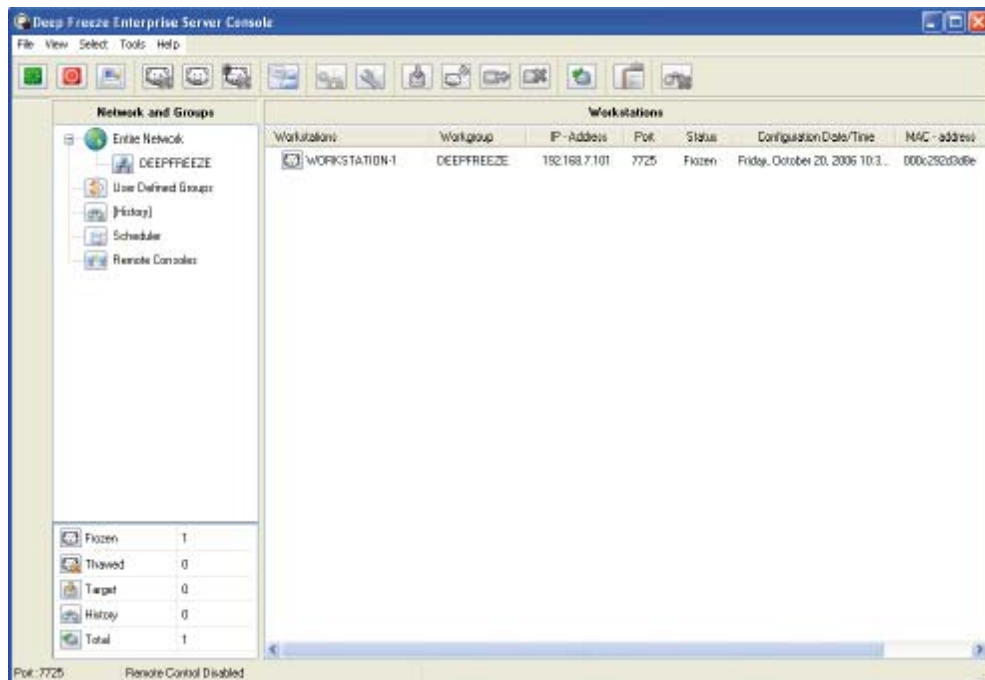 Deep Freeze Enterprise Server Console
File View Select Tools Help
Network and Groups
Workstations
Entire Network
DEEPFREEZE
User Defined Groups
[History]
Scheduler
Remote Consoles
Workstations Workgroup IP - Address Port Status Configuration Date/Time MAC - address
WORKSTATION-1 DEEPFREEZE 192.168.7.101 7725 Frozen Friday, October 20, 2006 10:3...
Frozen 1
Thawed 0
Target 0
History 0
Total 1
Port : 7725 Remote Control Disabled